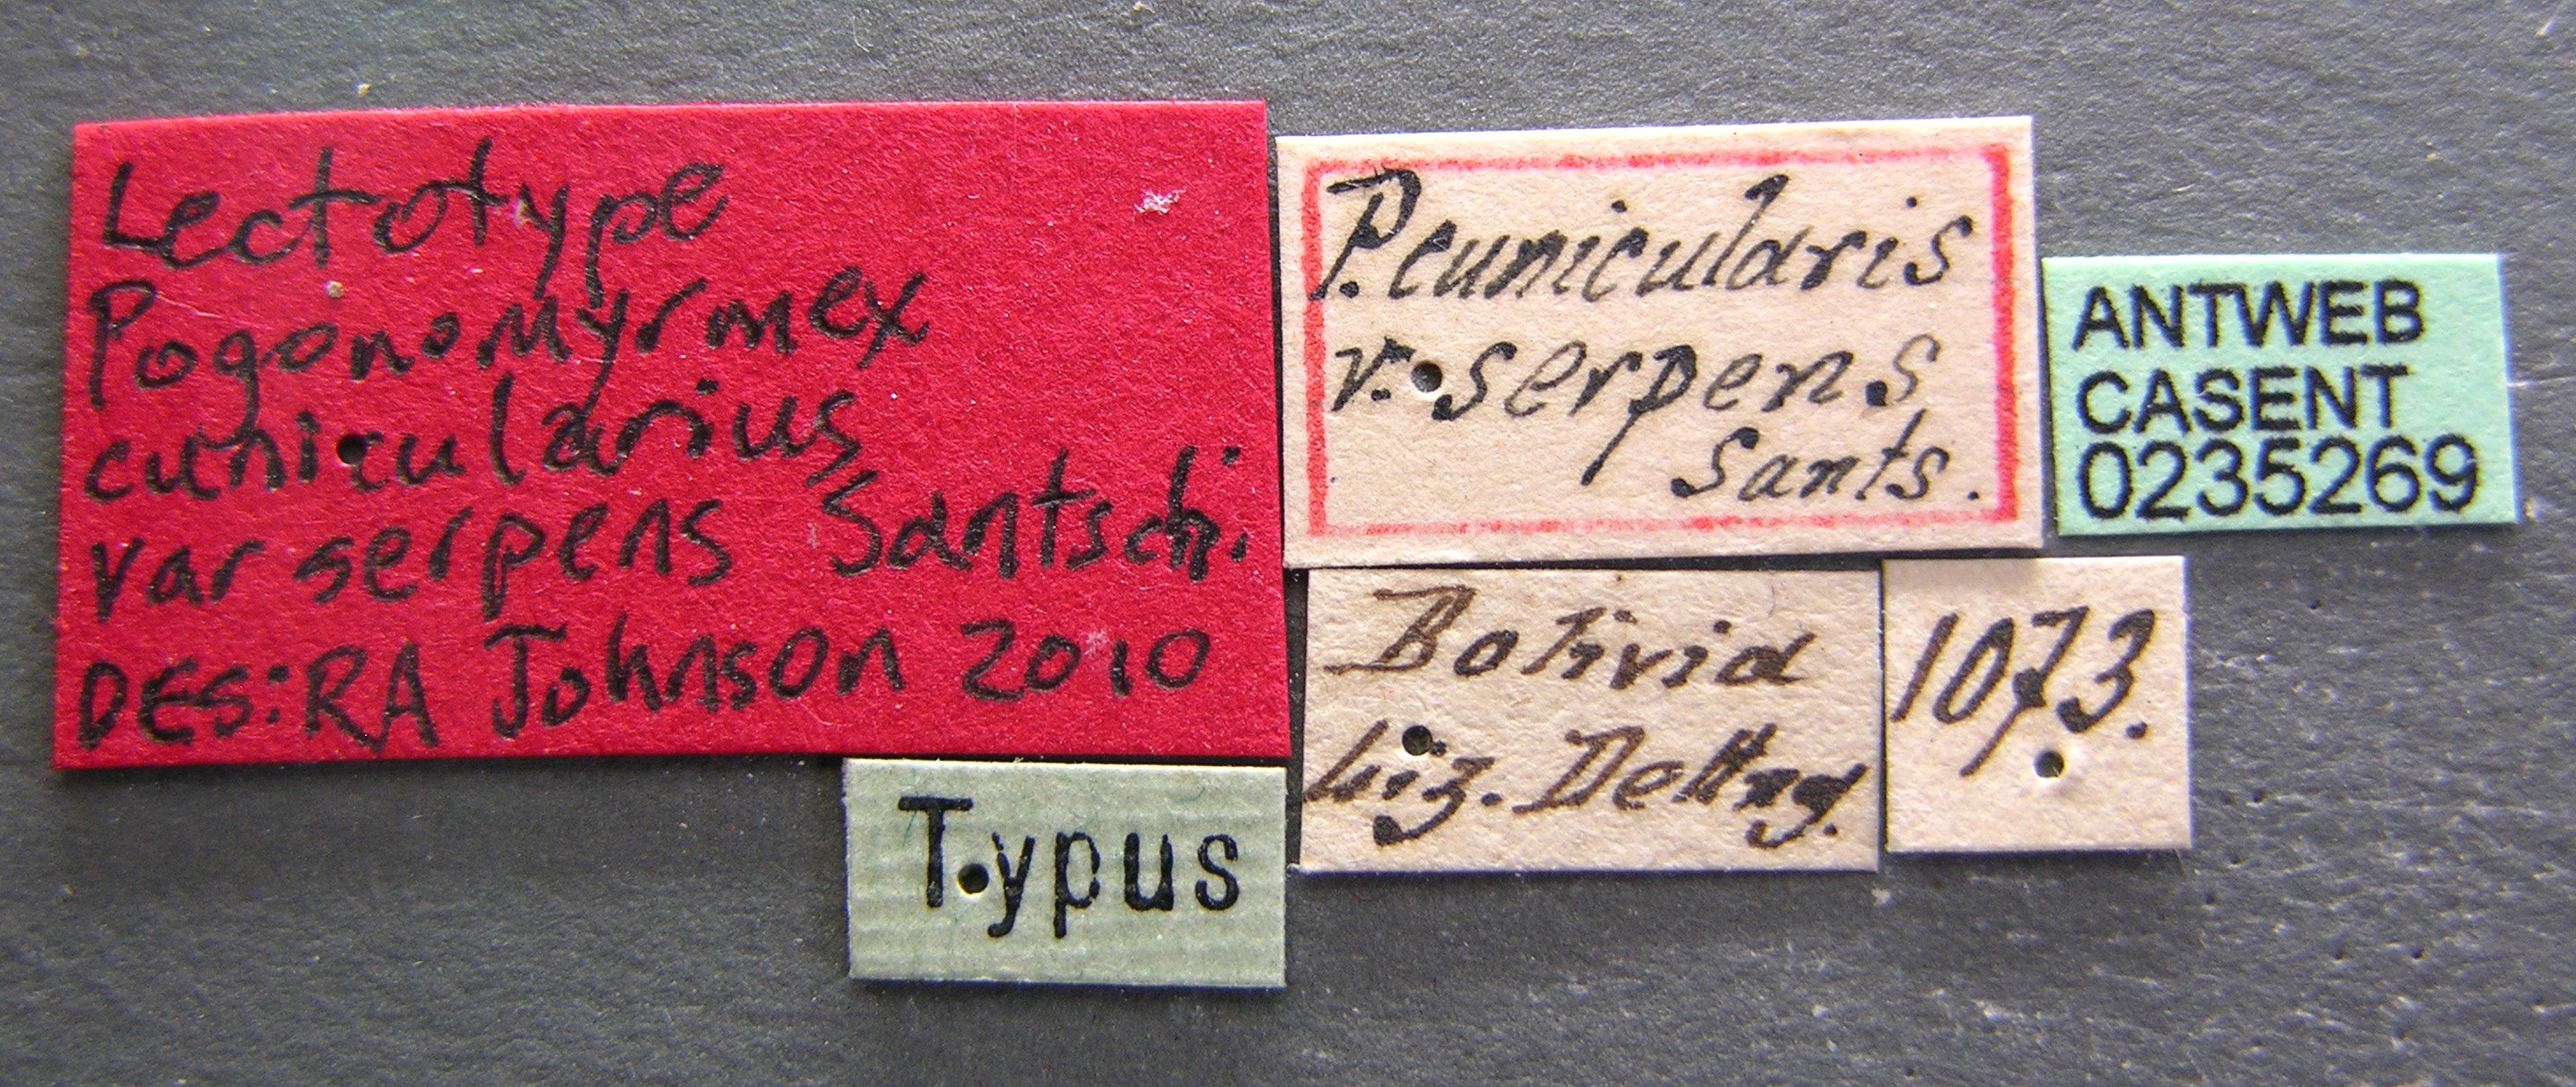 Lectotype
Pogonomyrmex
cunicularius
var serpens Santschi.
DES: RA Johnson 2010
P. cunicularis
v. serpens
Sants.
ANTWEB
CASENT
0235269
Bolivia
1073.
Typus